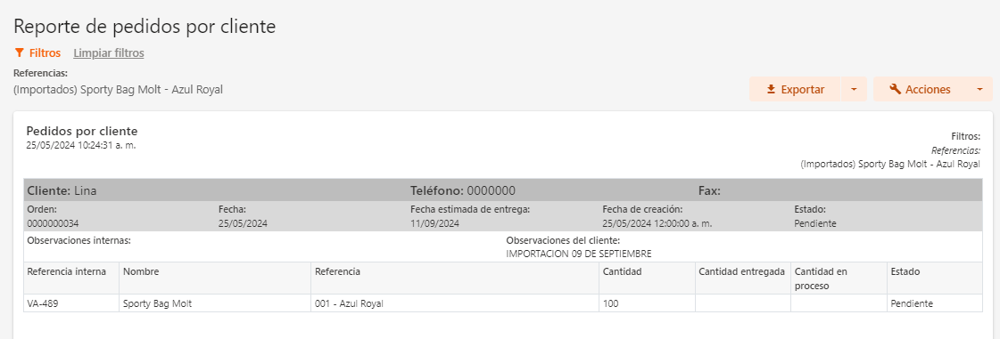 Reporte de pedidos por cliente
Filtros Limpiar filtros
Referencias:
(Importados) Sporty Bag Molt - Azul Royal
Exportar Acciones
Pedidos por cliente
25/05/2024 10:24:31 a. m.
Filtros:
Referencias:
(Importados) Sporty Bag Molt - Azul Royal
Cliente: Lina Teléfono: 0000000 Fax:
Orden: Fecha: Fecha estimada de entrega: Fecha de creación: Estado:
0000000034 25/05/2024 11/09/2024 25/05/2024 12:00:00 a. m. Pendiente
Observaciones internas: Observaciones del cliente:
IMPORTACION 09 DE SEPTIEMBRE
Referencia interna Nombre Referencia Cantidad Cantidad entregada Cantidad en proceso Estado
VA-489 Sporty Bag Molt 001 - Azul Royal 100 Pendiente